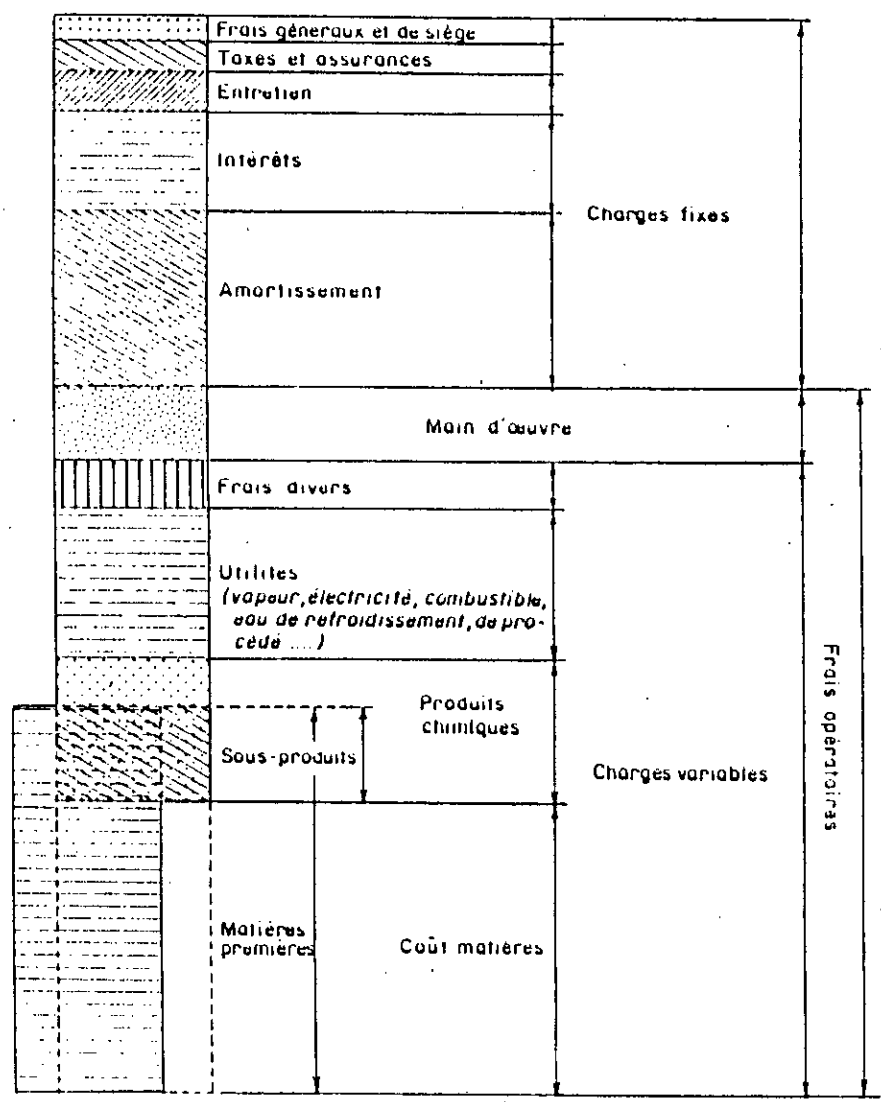 Frais géneraux et de siège
Taxes et assurances
Entretien
Intérêts
Charges fixes
Amortissement
Main d'œuvre
Frais divers
Utilités
(vapeur, électricité, combustible,
eau de refroidissement, de pro-
cédé ....)
Produits
chimiques
Sous-produits
Charges variables
Frais opératoires
Matières
premières
Coût matières